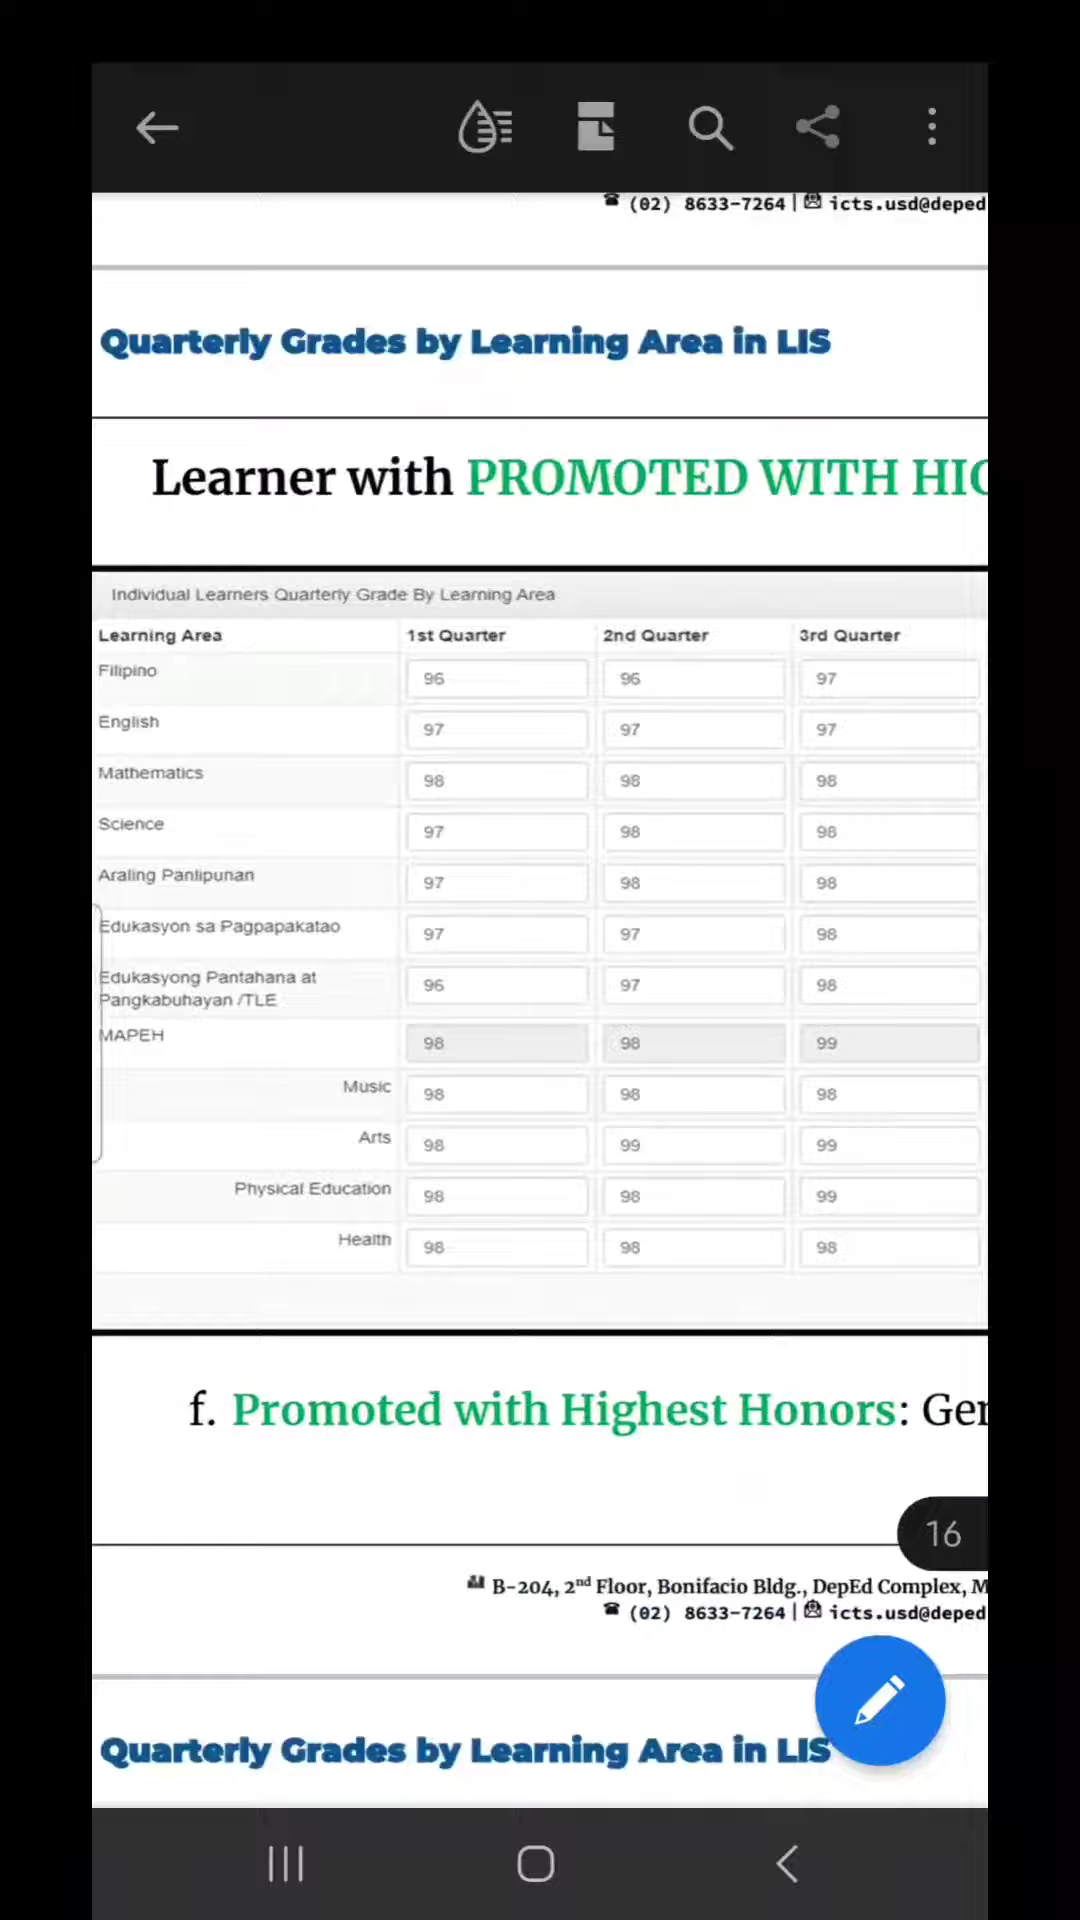 (02) 8633-7264 | icts.usd@deped
Quarterly Grades by Learning Area in LIS
Learner with PROMOTED WITH HIG
Individual Learners Quarterly Grade By Learning Area
Learning Area 1st Quarter 2nd Quarter 3rd Quarter
Filipino 96 96 97
English 97 97 97
Mathematics 98 98 98
Science 97 98 98
Araling Panlipunan 97 98 98
Edukasyon sa Pagpapakatao 97 97 98
Edukasyong Pantahana at
Pangkabuhayan /TLE 96 97 98
MAPEH 98 98 99
Music 98 98 98
Arts 98 99 99
Physical Education 98 98 99
Health 98 98 98
f. Promoted with Highest Honors: Gen
16
B-204, 2nd Floor, Bonifacio Bldg., DepEd Complex, M
(02) 8633-7264 | icts.usd@deped
Quarterly Grades by Learning Area in LIS